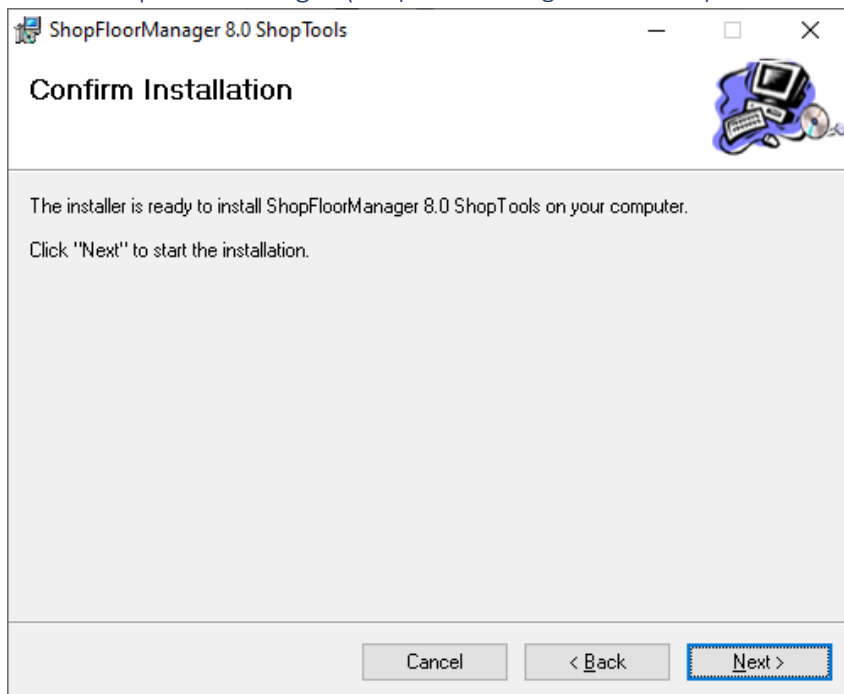 ShopFloorManager 8.0 ShopTools
Confirm Installation
The installer is ready to install ShopFloorManager 8.0 ShopTools on your computer.
Click "Next" to start the installation.
Cancel
< Back
Next >